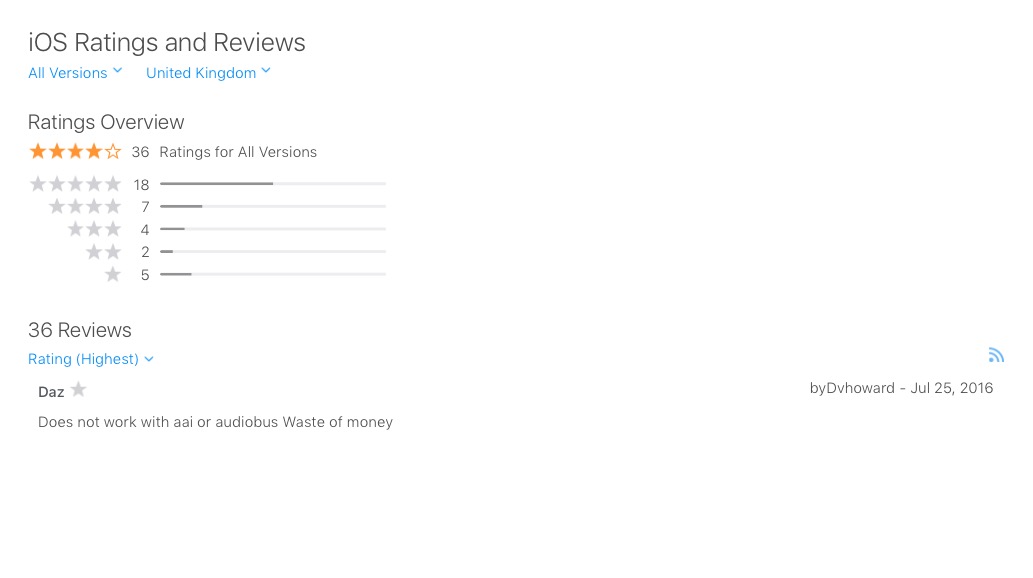 iOS Ratings and Reviews
All Versions United Kingdom
Ratings Overview
36 Ratings for All Versions
18
7
4
2
5
36 Reviews
Rating (Highest)
Daz
byDvhoward - Jul 25, 2016
Does not work with aai or audiobus Waste of money